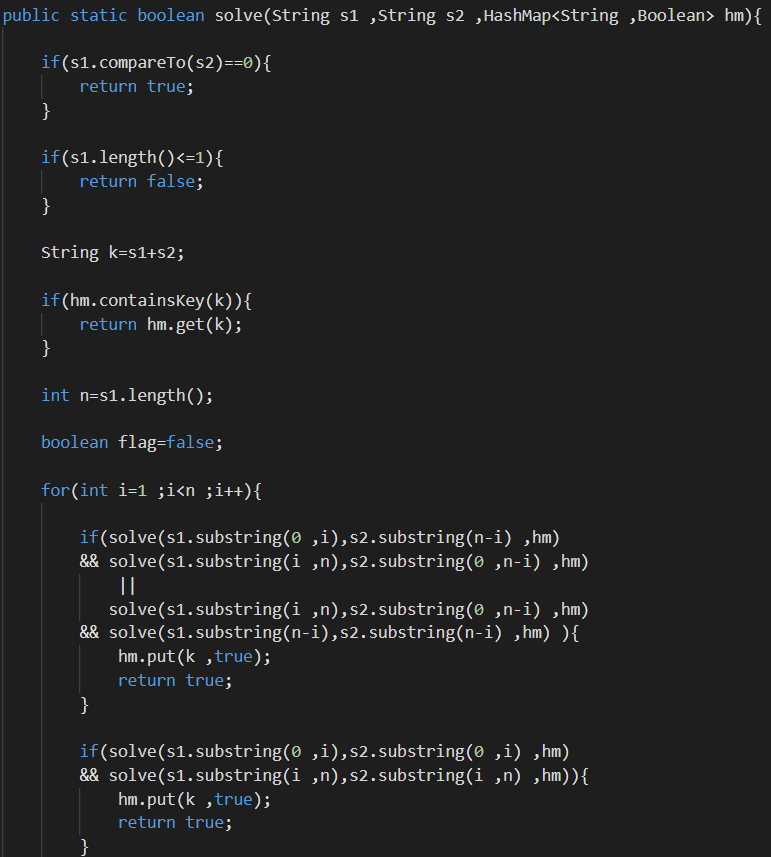 public static boolean solve(String s1 ,String s2 ,HashMap<String ,Boolean> hm){
if(s1.compareTo(s2)==0){
return true;
}
if(s1.length()<=1){
return false;
}
String k=s1+s2;
if(hm.containsKey(k)){
return hm.get(k);
}
int n=s1.length();
boolean flag=false;
for(int i=1 ;i<n ;i++){
if(solve(s1.substring(0 ,i),s2.substring(n-i) ,hm)
&& solve(s1.substring(i ,n),s2.substring(0 ,n-i) ,hm)
||
solve(s1.substring(i ,n),s2.substring(0 ,n-i) ,hm)
&& solve(s1.substring(n-i),s2.substring(n-i) ,hm) ){
hm.put(k ,true);
return true;
}
if(solve(s1.substring(0 ,i),s2.substring(0 ,i) ,hm)
&& solve(s1.substring(i ,n),s2.substring(i ,n) ,hm)){
hm.put(k ,true);
return true;
}